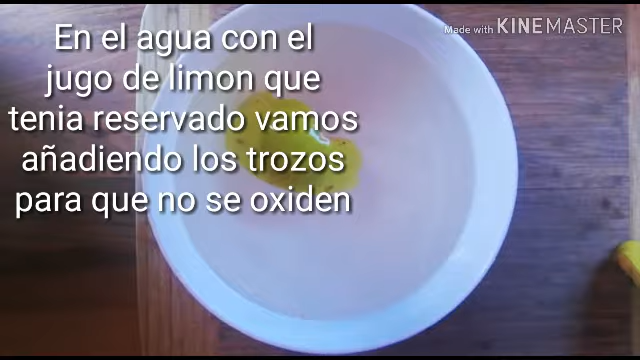 En el agua con el
jugo de limon que
tenia reservado vamos
añadiendo los trozos
para que no se oxiden
Made with KINEMASTER